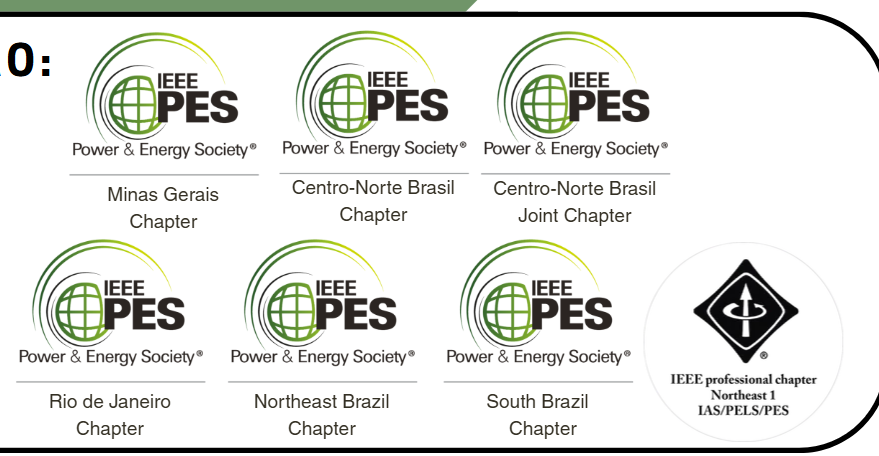 O:
IEEE
PES
Power & Energy Society®
Minas Gerais
Chapter
IEEE
PES
Power & Energy Society®
Centro-Norte Brasil
Chapter
IEEE
PES
Power & Energy Society®
Centro-Norte Brasil
Joint Chapter
IEEE
PES
Power & Energy Society®
Rio de Janeiro
Chapter
IEEE
PES
Power & Energy Society®
Northeast Brazil
Chapter
IEEE
PES
Power & Energy Society®
South Brazil
Chapter
®
IEEE professional chapter
Northeast 1
IAS/PELS/PES